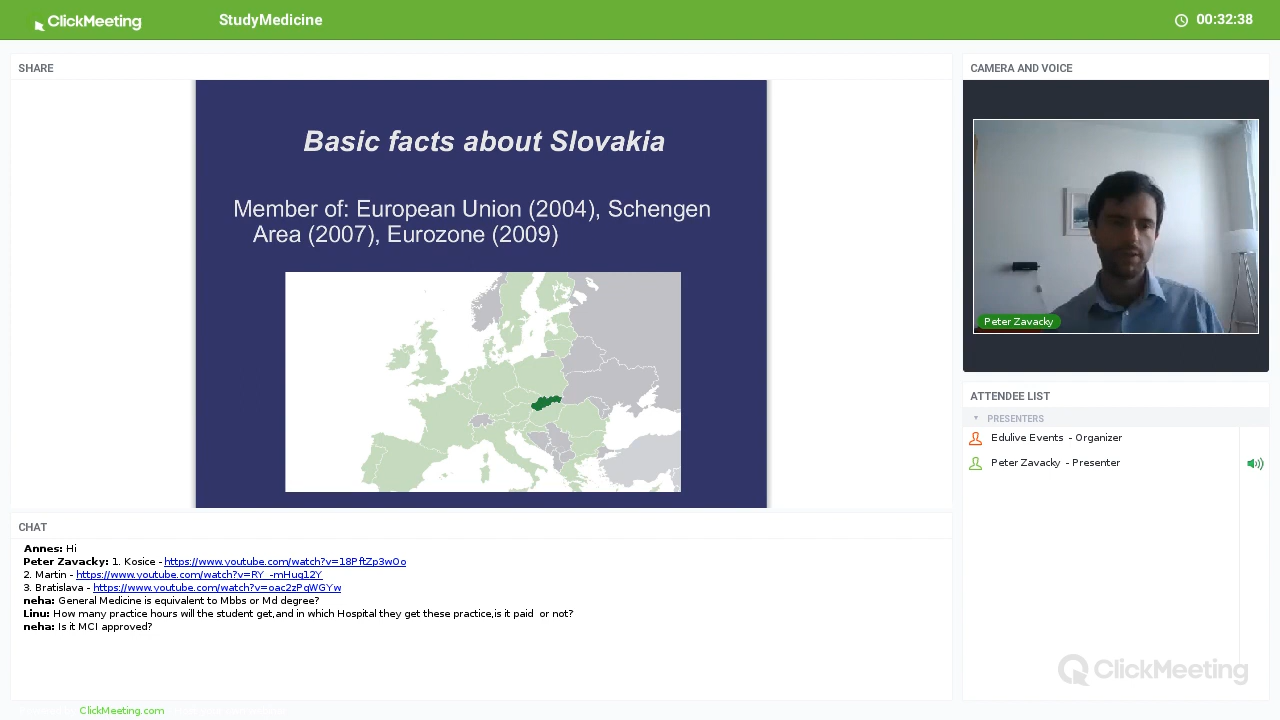 ClickMeeting
StudyMedicine
00:32:38
SHARE
Basic facts about Slovakia
Member of: European Union (2004), Schengen
Area (2007), Eurozone (2009)
CAMERA AND VOICE
Peter Zavacky
ATTENDEE LIST
PRESENTERS
Edulive Events - Organizer
Peter Zavacky - Presenter
CHAT
Annes: Hi
Peter Zavacky: 1. Kosice - https://www.youtube.com/watch?v=18PftZp3wOo
2. Martin - https://www.youtube.com/watch?v=RY_-mHuq12Y
3. Bratislava - https://www.youtube.com/watch?v=oac2zPqWGYw
neha: General Medicine is equivalent to Mbbs or Md degree?
Linu: How many practice hours will the student get,and in which Hospital they get these practice,is it paid or not?
neha: Is it MCI approved?
ClickMeeting
ClickMeeting.com